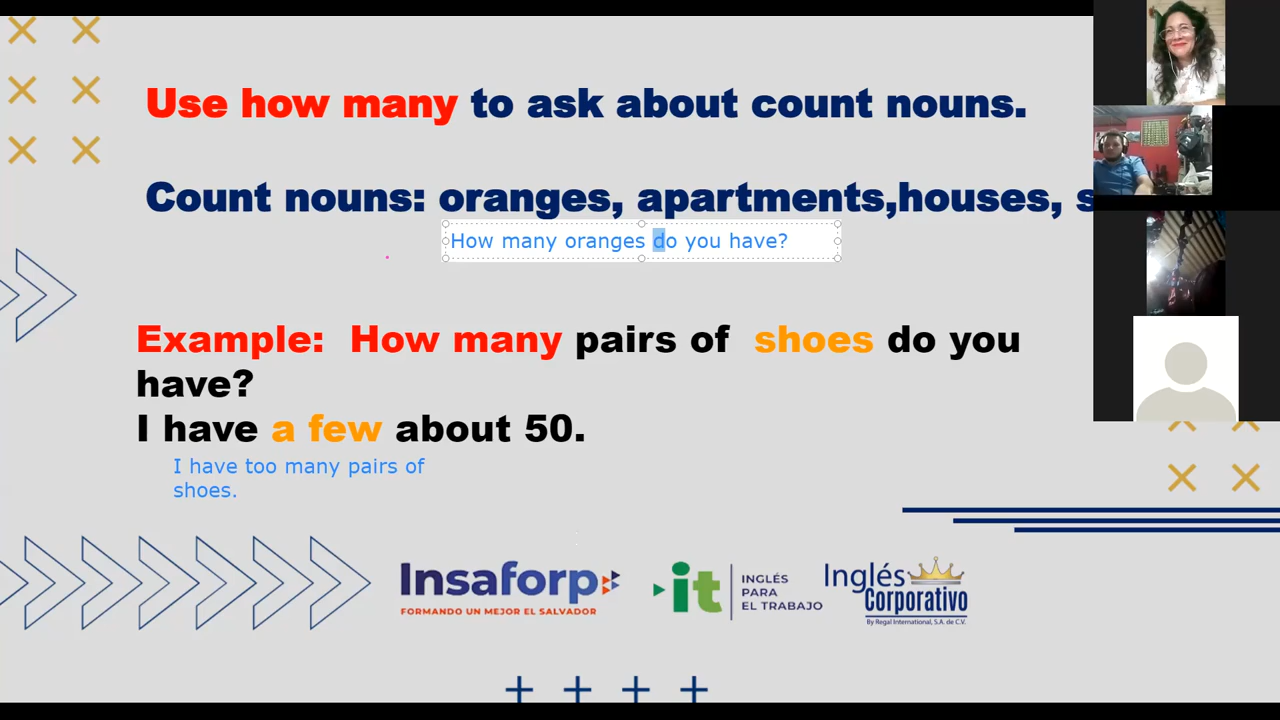 Use how many to ask about count nouns.
Count nouns: oranges, apartments,houses, s
How many oranges do you have?
Example: How many pairs of shoes do you
have?
I have a few about 50.
I have too many pairs of
shoes.
Insaforp
FORMANDO UN MEJOR EL SALVADOR
it
INGLÉS
PARA
EL TRABAJO
Inglés
Corporativo
By Regal International, S.A. de C.V.